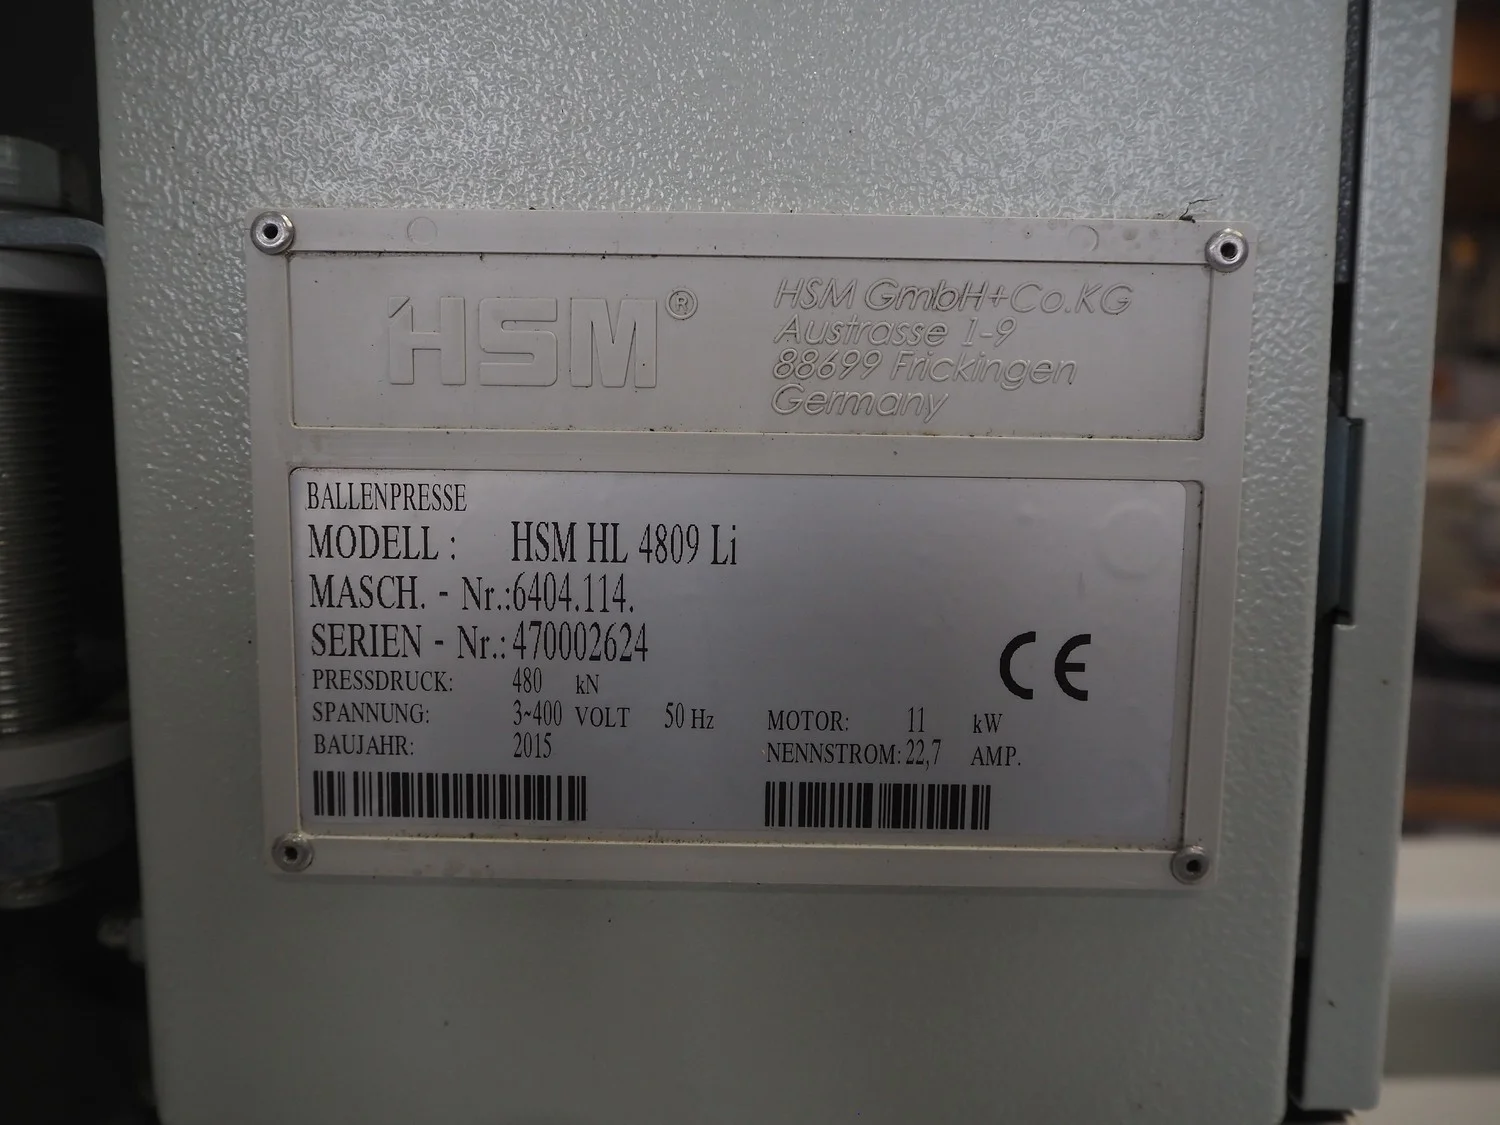 HSM®
HSM GmbH+Co.KG
Austrasse 1-9
88699 Frickingen
Germany
BALLENPRESSE
MODELL : HSM HL 4809 Li
MASCH. - Nr.:6404.114.
SERIEN - Nr.:470002624
PRESSDRUCK: 480 kN
SPANNUNG: 3~400 VOLT 50 Hz
BAUJAHR: 2015
MOTOR: 11 kW
NENNSTROM: 22,7 AMP.
CE